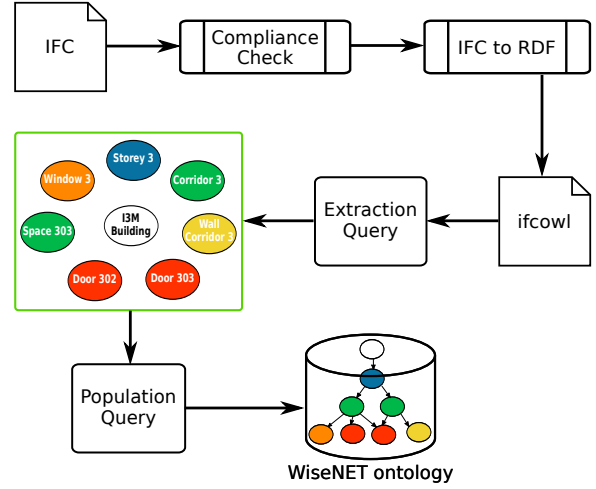 IFC
Compliance
Check
IFC to RDF
Storey 3
Window 3
Corridor 3
I3M
Building
Space 303
Wall
Corridor 3
Door 302
Door 303
Extraction
Query
ifcowl
Population
Query
WiseNET ontology